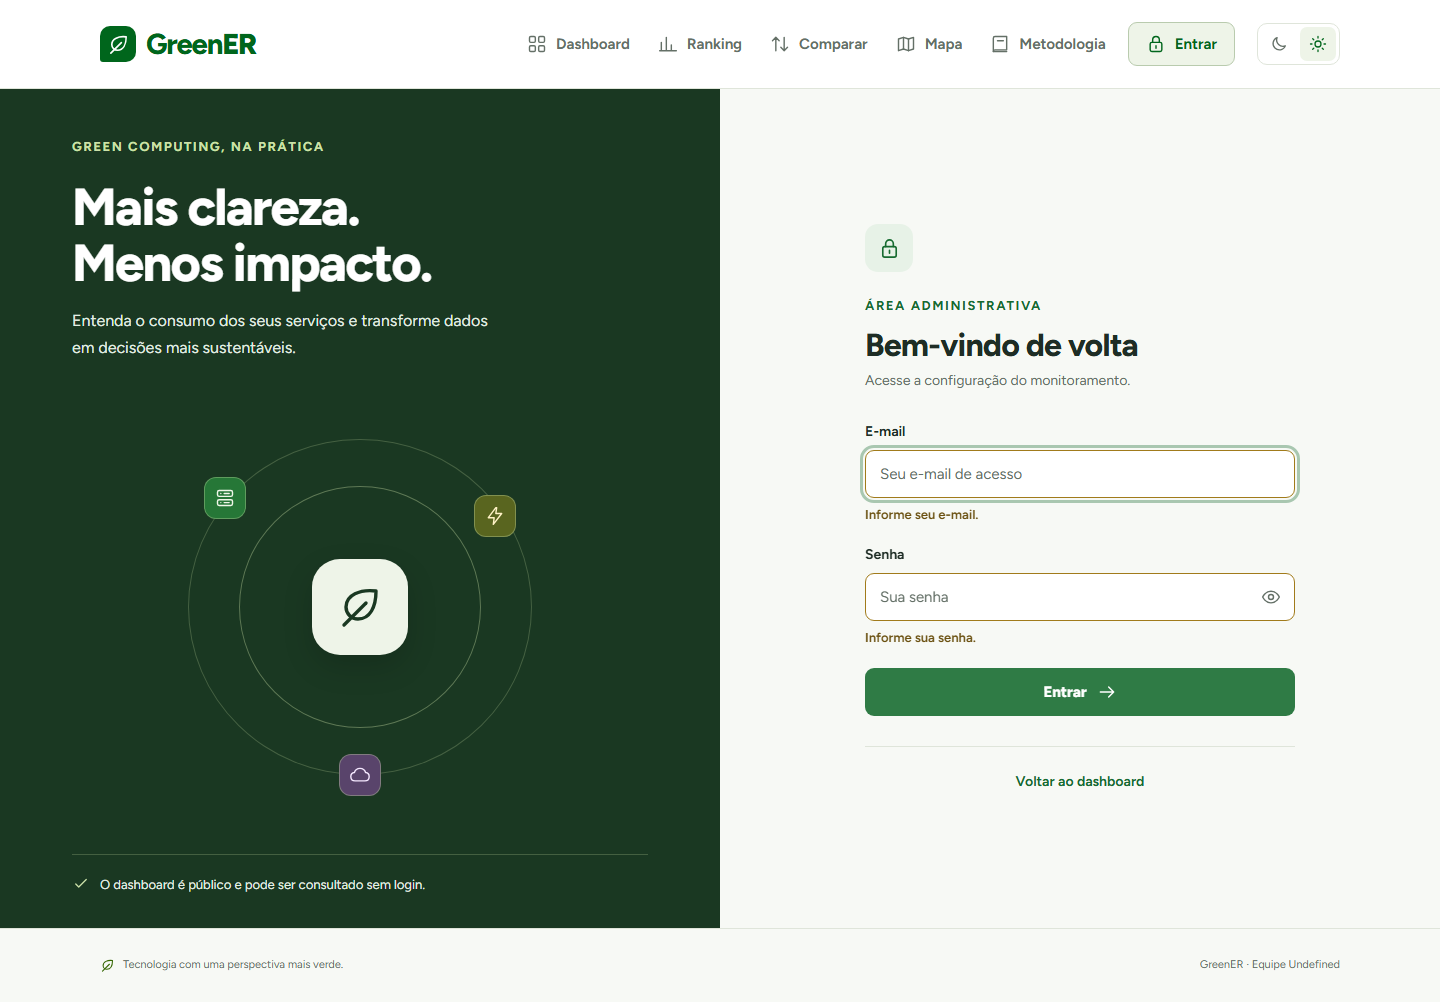 GreenER
Dashboard
Ranking
Comparar
Mapa
Metodologia
Entrar
GREEN COMPUTING, NA PRÁTICA
Mais clareza.
Menos impacto.
Entenda o consumo dos seus serviços e transforme dados
em decisões mais sustentáveis.
O dashboard é público e pode ser consultado sem login.
ÁREA ADMINISTRATIVA
Bem-vindo de volta
Acesse a configuração do monitoramento.
E-mail
Seu e-mail de acesso
Informe seu e-mail.
Senha
Sua senha
Informe sua senha.
Entrar
Voltar ao dashboard
Tecnologia com uma perspectiva mais verde.
GreenER · Equipe Undefined